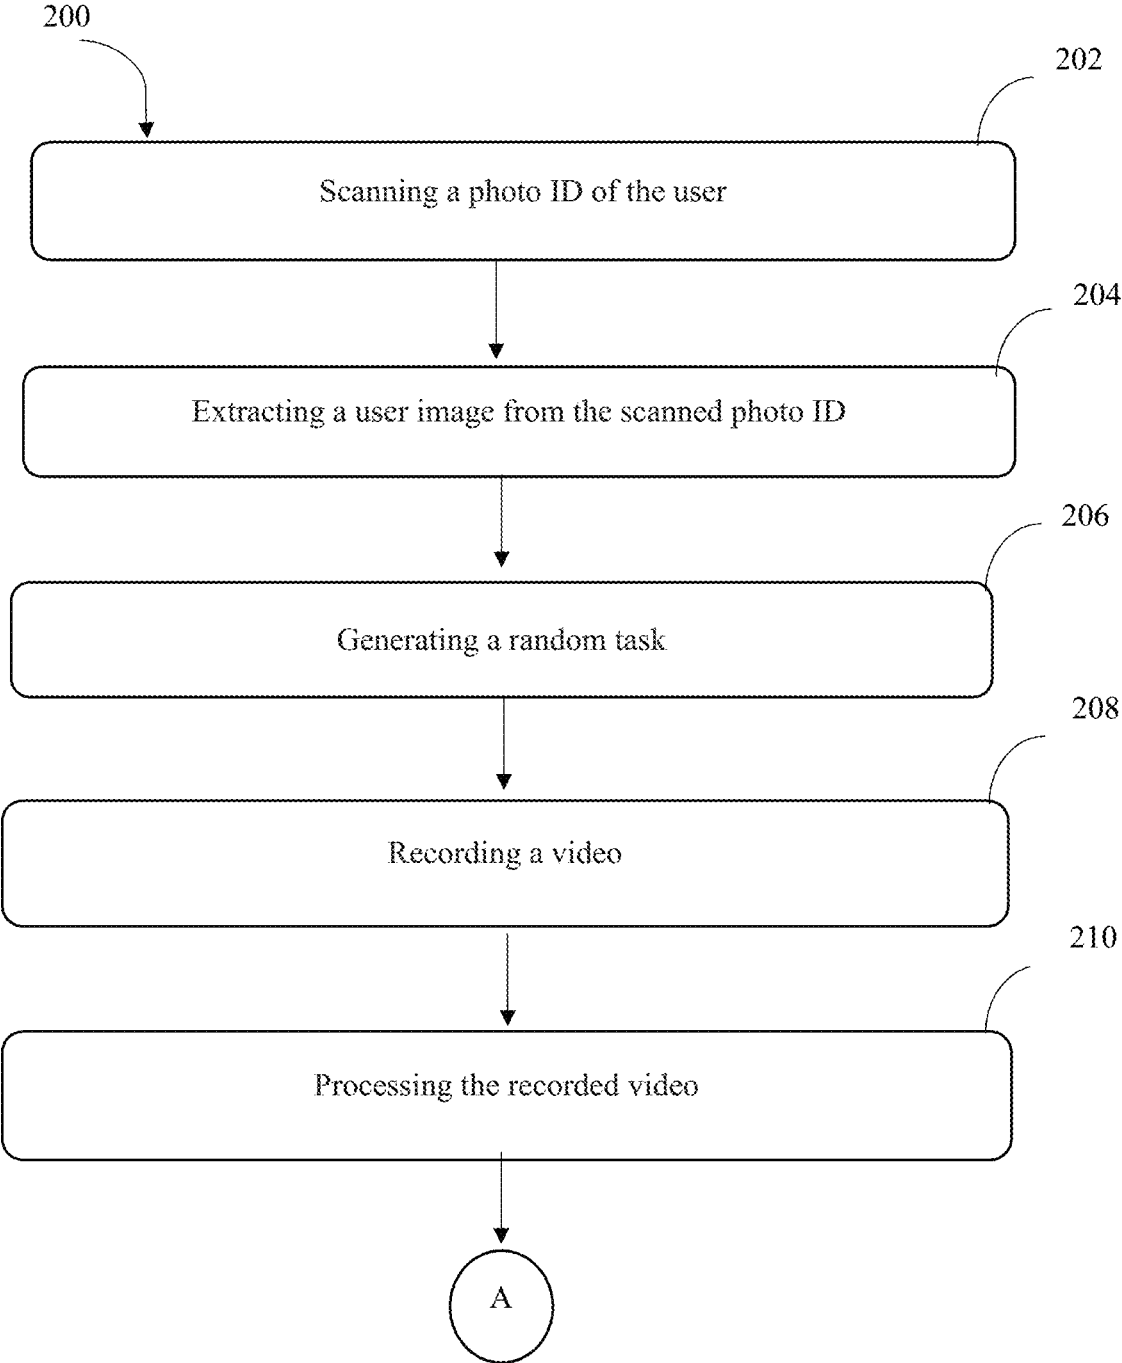 200
202
Scanning a photo ID of the user
204
Extracting a user image from the scanned photo ID
206
Generating a random task
208
Recording a video
210
Processing the recorded video
A